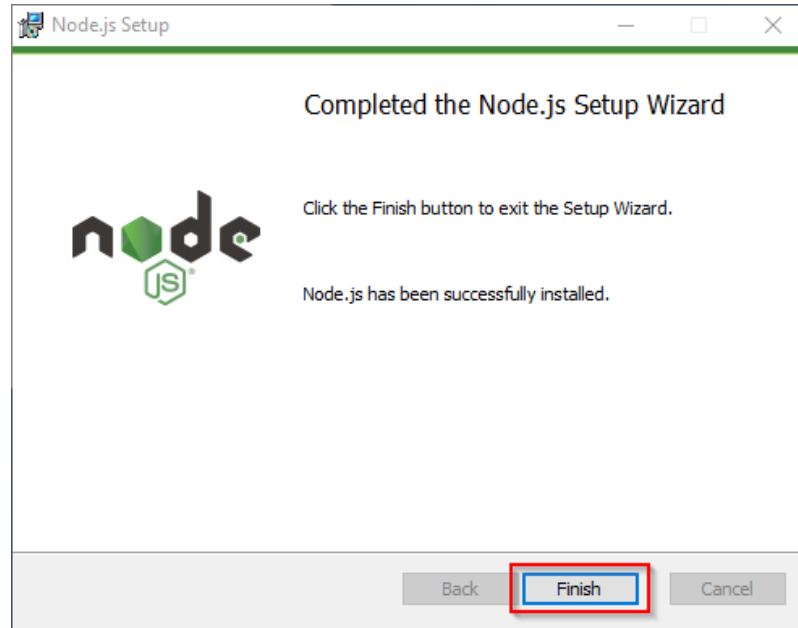 Node.js Setup
Completed the Node.js Setup Wizard
Click the Finish button to exit the Setup Wizard.
node
JS®
Node.js has been successfully installed.
Back Finish Cancel